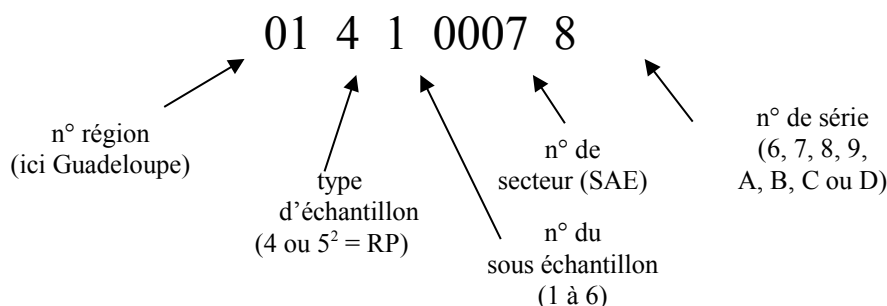 01 4 1 0007 8
n° région
(ici Guadeloupe)
type
d'échantillon
(4 ou 5² = RP)
n° du
sous échantillon
(1 à 6)
n° de
secteur (SAE)
n° de série
(6, 7, 8, 9,
A, B, C ou D)